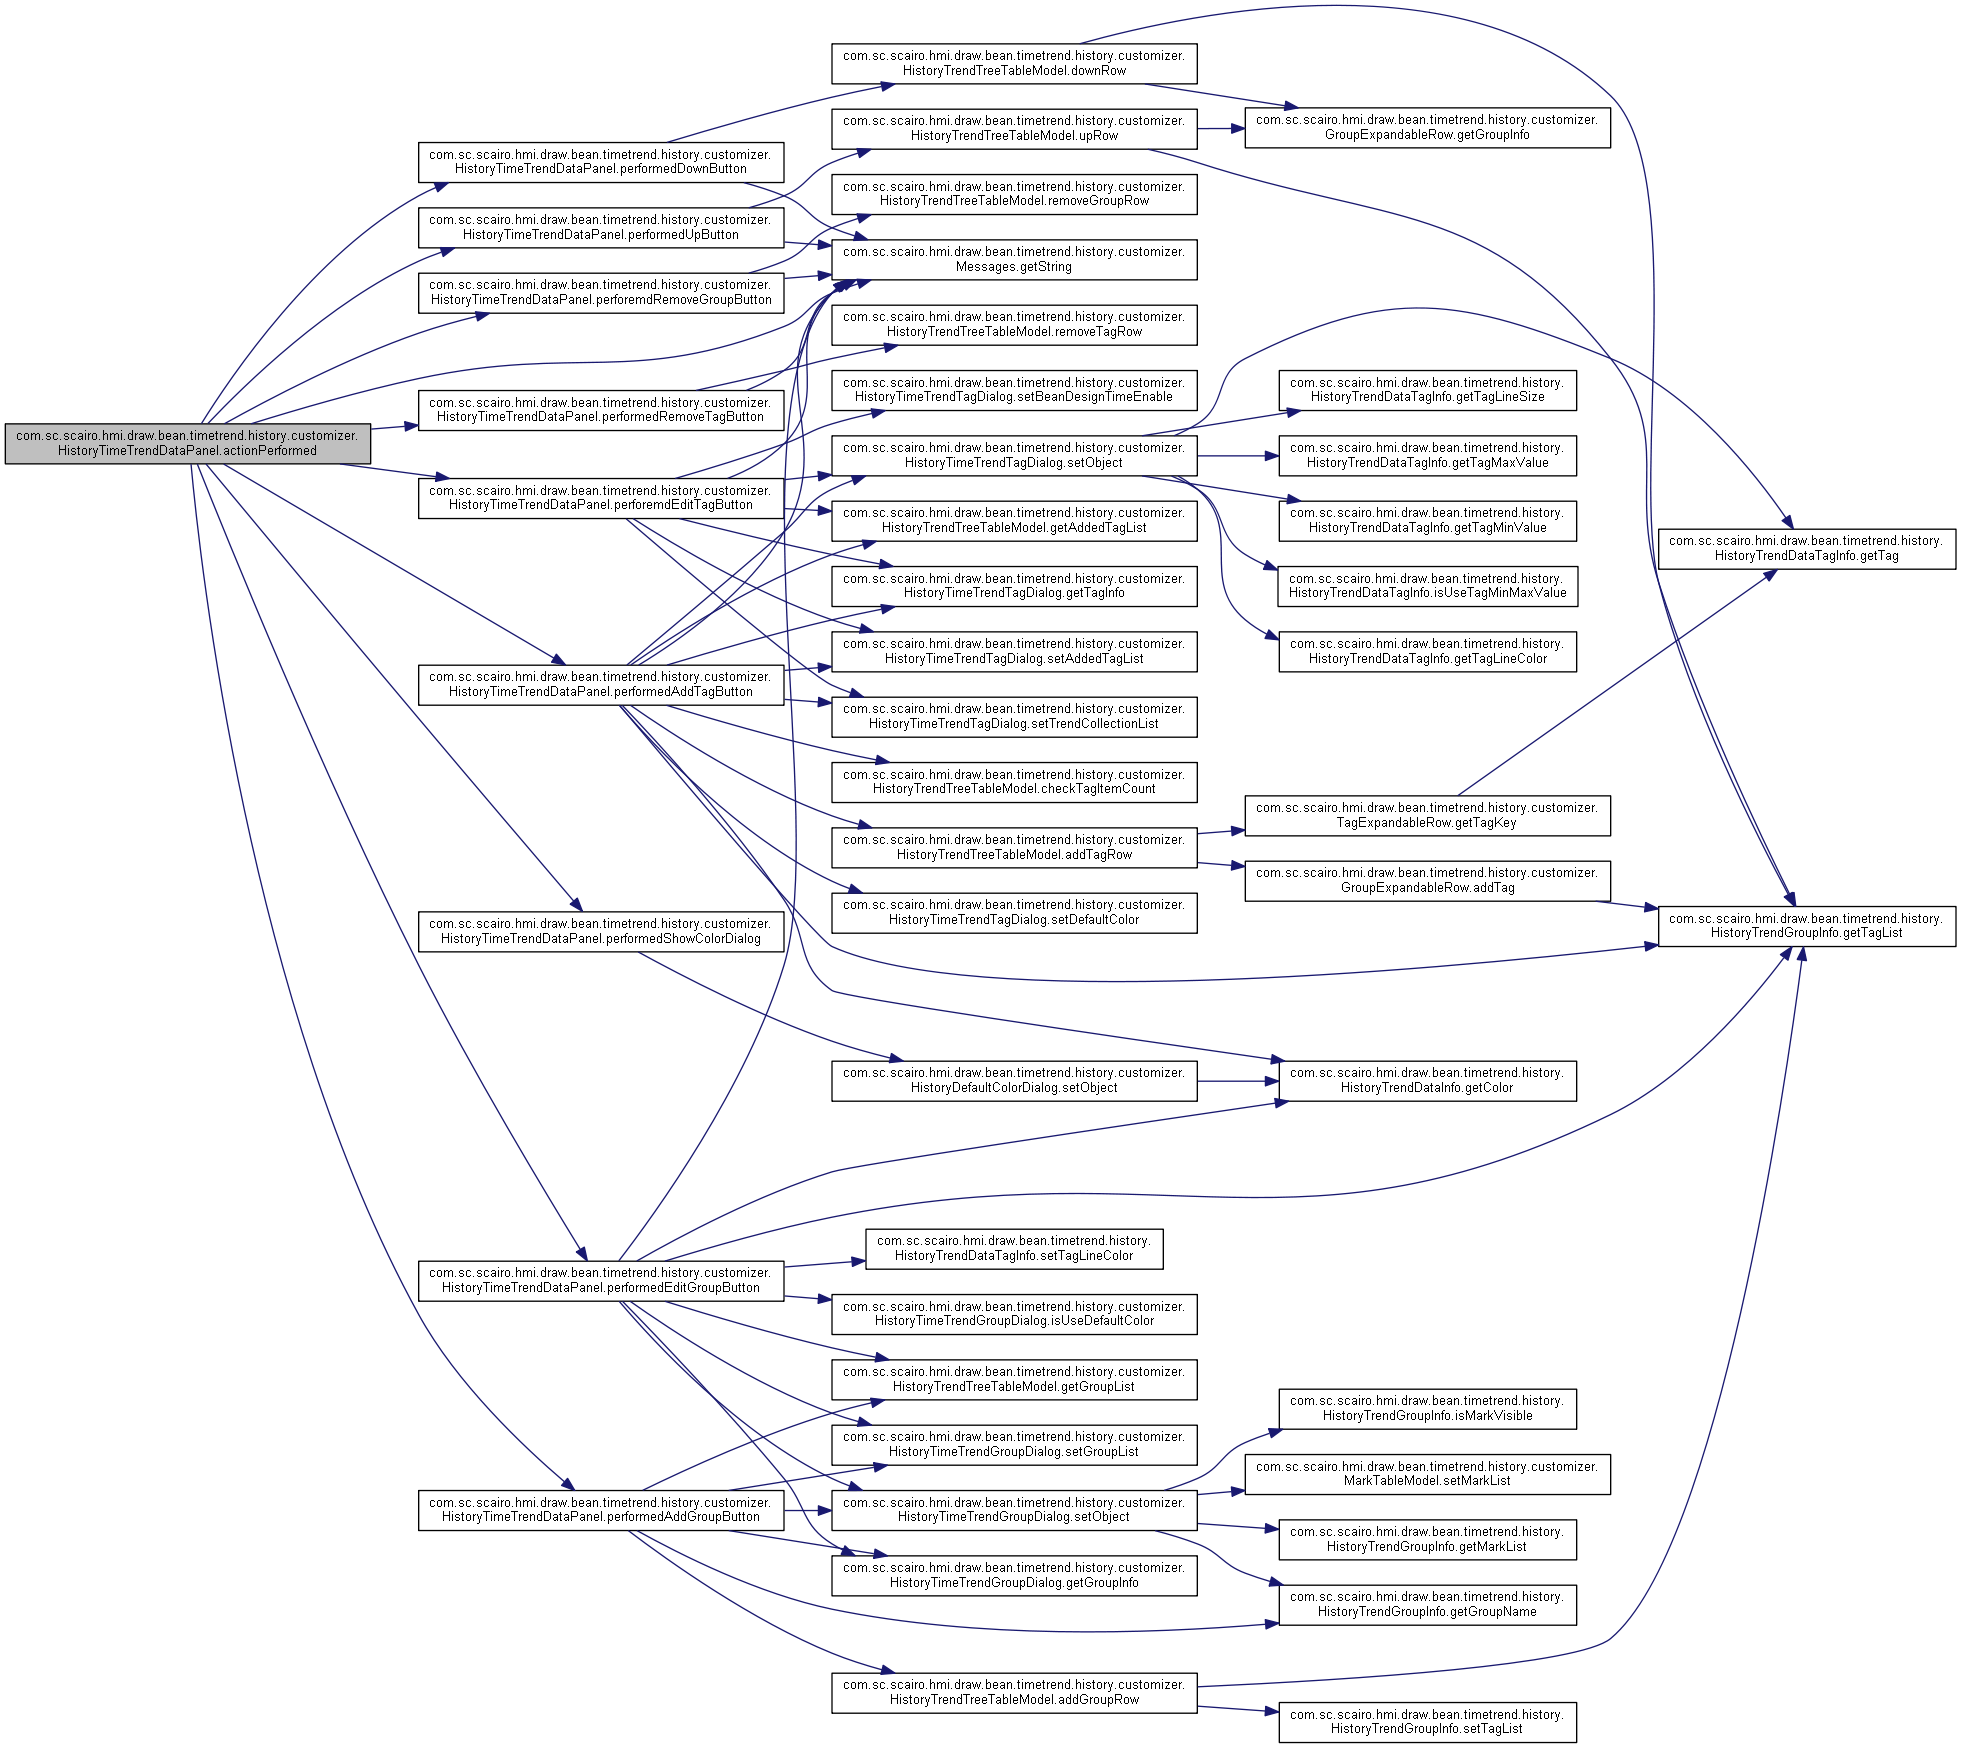 com.sc.scairo.hmi.draw.bean.timetrend.history.customizer.
HistoryTimeTrendDataPanel.actionPerformed
com.sc.scairo.hmi.draw.bean.timetrend.history.customizer.
HistoryTimeTrendDataPanel.performedDownButton
com.sc.scairo.hmi.draw.bean.timetrend.history.customizer.
HistoryTimeTrendDataPanel.performedUpButton
com.sc.scairo.hmi.draw.bean.timetrend.history.customizer.
HistoryTimeTrendDataPanel.perforemdRemoveGroupButton
com.sc.scairo.hmi.draw.bean.timetrend.history.customizer.
HistoryTimeTrendDataPanel.performedRemoveTagButton
com.sc.scairo.hmi.draw.bean.timetrend.history.customizer.
HistoryTimeTrendDataPanel.perforemdEditTagButton
com.sc.scairo.hmi.draw.bean.timetrend.history.customizer.
HistoryTimeTrendDataPanel.performedAddTagButton
com.sc.scairo.hmi.draw.bean.timetrend.history.customizer.
HistoryTimeTrendDataPanel.performedShowColorDialog
com.sc.scairo.hmi.draw.bean.timetrend.history.customizer.
HistoryTimeTrendDataPanel.performedEditGroupButton
com.sc.scairo.hmi.draw.bean.timetrend.history.customizer.
HistoryTimeTrendDataPanel.performedAddGroupButton
com.sc.scairo.hmi.draw.bean.timetrend.history.customizer.
HistoryTrendTreeTableModel.downRow
com.sc.scairo.hmi.draw.bean.timetrend.history.customizer.
HistoryTrendTreeTableModel.upRow
com.sc.scairo.hmi.draw.bean.timetrend.history.customizer.
HistoryTrendTreeTableModel.removeGroupRow
com.sc.scairo.hmi.draw.bean.timetrend.history.customizer.
Messages.getString
com.sc.scairo.hmi.draw.bean.timetrend.history.customizer.
HistoryTrendTreeTableModel.removeTagRow
com.sc.scairo.hmi.draw.bean.timetrend.history.customizer.
HistoryTimeTrendTagDialog.setBeanDesignTimeEnable
com.sc.scairo.hmi.draw.bean.timetrend.history.customizer.
HistoryTimeTrendTagDialog.setObject
com.sc.scairo.hmi.draw.bean.timetrend.history.customizer.
HistoryTrendTreeTableModel.getAddedTagList
com.sc.scairo.hmi.draw.bean.timetrend.history.customizer.
HistoryTimeTrendTagDialog.getTagInfo
com.sc.scairo.hmi.draw.bean.timetrend.history.customizer.
HistoryTimeTrendTagDialog.setAddedTagList
com.sc.scairo.hmi.draw.bean.timetrend.history.customizer.
HistoryTimeTrendTagDialog.setTrendCollectionList
com.sc.scairo.hmi.draw.bean.timetrend.history.customizer.
HistoryTrendTreeTableModel.checkTagItemCount
com.sc.scairo.hmi.draw.bean.timetrend.history.customizer.
HistoryTrendTreeTableModel.addTagRow
com.sc.scairo.hmi.draw.bean.timetrend.history.customizer.
HistoryTimeTrendTagDialog.setDefaultColor
com.sc.scairo.hmi.draw.bean.timetrend.history.customizer.
HistoryDefaultColorDialog.setObject
com.sc.scairo.hmi.draw.bean.timetrend.history.
HistoryTrendDataTagInfo.setTagLineColor
com.sc.scairo.hmi.draw.bean.timetrend.history.customizer.
HistoryTimeTrendGroupDialog.isUseDefaultColor
com.sc.scairo.hmi.draw.bean.timetrend.history.customizer.
HistoryTrendTreeTableModel.getGroupList
com.sc.scairo.hmi.draw.bean.timetrend.history.customizer.
HistoryTimeTrendGroupDialog.setGroupList
com.sc.scairo.hmi.draw.bean.timetrend.history.customizer.
HistoryTimeTrendGroupDialog.setObject
com.sc.scairo.hmi.draw.bean.timetrend.history.customizer.
HistoryTimeTrendGroupDialog.getGroupInfo
com.sc.scairo.hmi.draw.bean.timetrend.history.customizer.
HistoryTrendTreeTableModel.addGroupRow
com.sc.scairo.hmi.draw.bean.timetrend.history.customizer.
GroupExpandableRow.getGroupInfo
com.sc.scairo.hmi.draw.bean.timetrend.history.
HistoryTrendDataTagInfo.getTagLineSize
com.sc.scairo.hmi.draw.bean.timetrend.history.
HistoryTrendDataTagInfo.getTagMaxValue
com.sc.scairo.hmi.draw.bean.timetrend.history.
HistoryTrendDataTagInfo.getTagMinValue
com.sc.scairo.hmi.draw.bean.timetrend.history.
HistoryTrendDataTagInfo.isUseTagMinMaxValue
com.sc.scairo.hmi.draw.bean.timetrend.history.
HistoryTrendDataTagInfo.getTagLineColor
com.sc.scairo.hmi.draw.bean.timetrend.history.customizer.
TagExpandableRow.getTagKey
com.sc.scairo.hmi.draw.bean.timetrend.history.customizer.
GroupExpandableRow.addTag
com.sc.scairo.hmi.draw.bean.timetrend.history.
HistoryTrendDataInfo.getColor
com.sc.scairo.hmi.draw.bean.timetrend.history.
HistoryTrendGroupInfo.isMarkVisible
com.sc.scairo.hmi.draw.bean.timetrend.history.customizer.
MarkTableModel.setMarkList
com.sc.scairo.hmi.draw.bean.timetrend.history.
HistoryTrendGroupInfo.getMarkList
com.sc.scairo.hmi.draw.bean.timetrend.history.
HistoryTrendGroupInfo.getGroupName
com.sc.scairo.hmi.draw.bean.timetrend.history.
HistoryTrendGroupInfo.setTagList
com.sc.scairo.hmi.draw.bean.timetrend.history.
HistoryTrendDataTagInfo.getTag
com.sc.scairo.hmi.draw.bean.timetrend.history.
HistoryTrendGroupInfo.getTagList